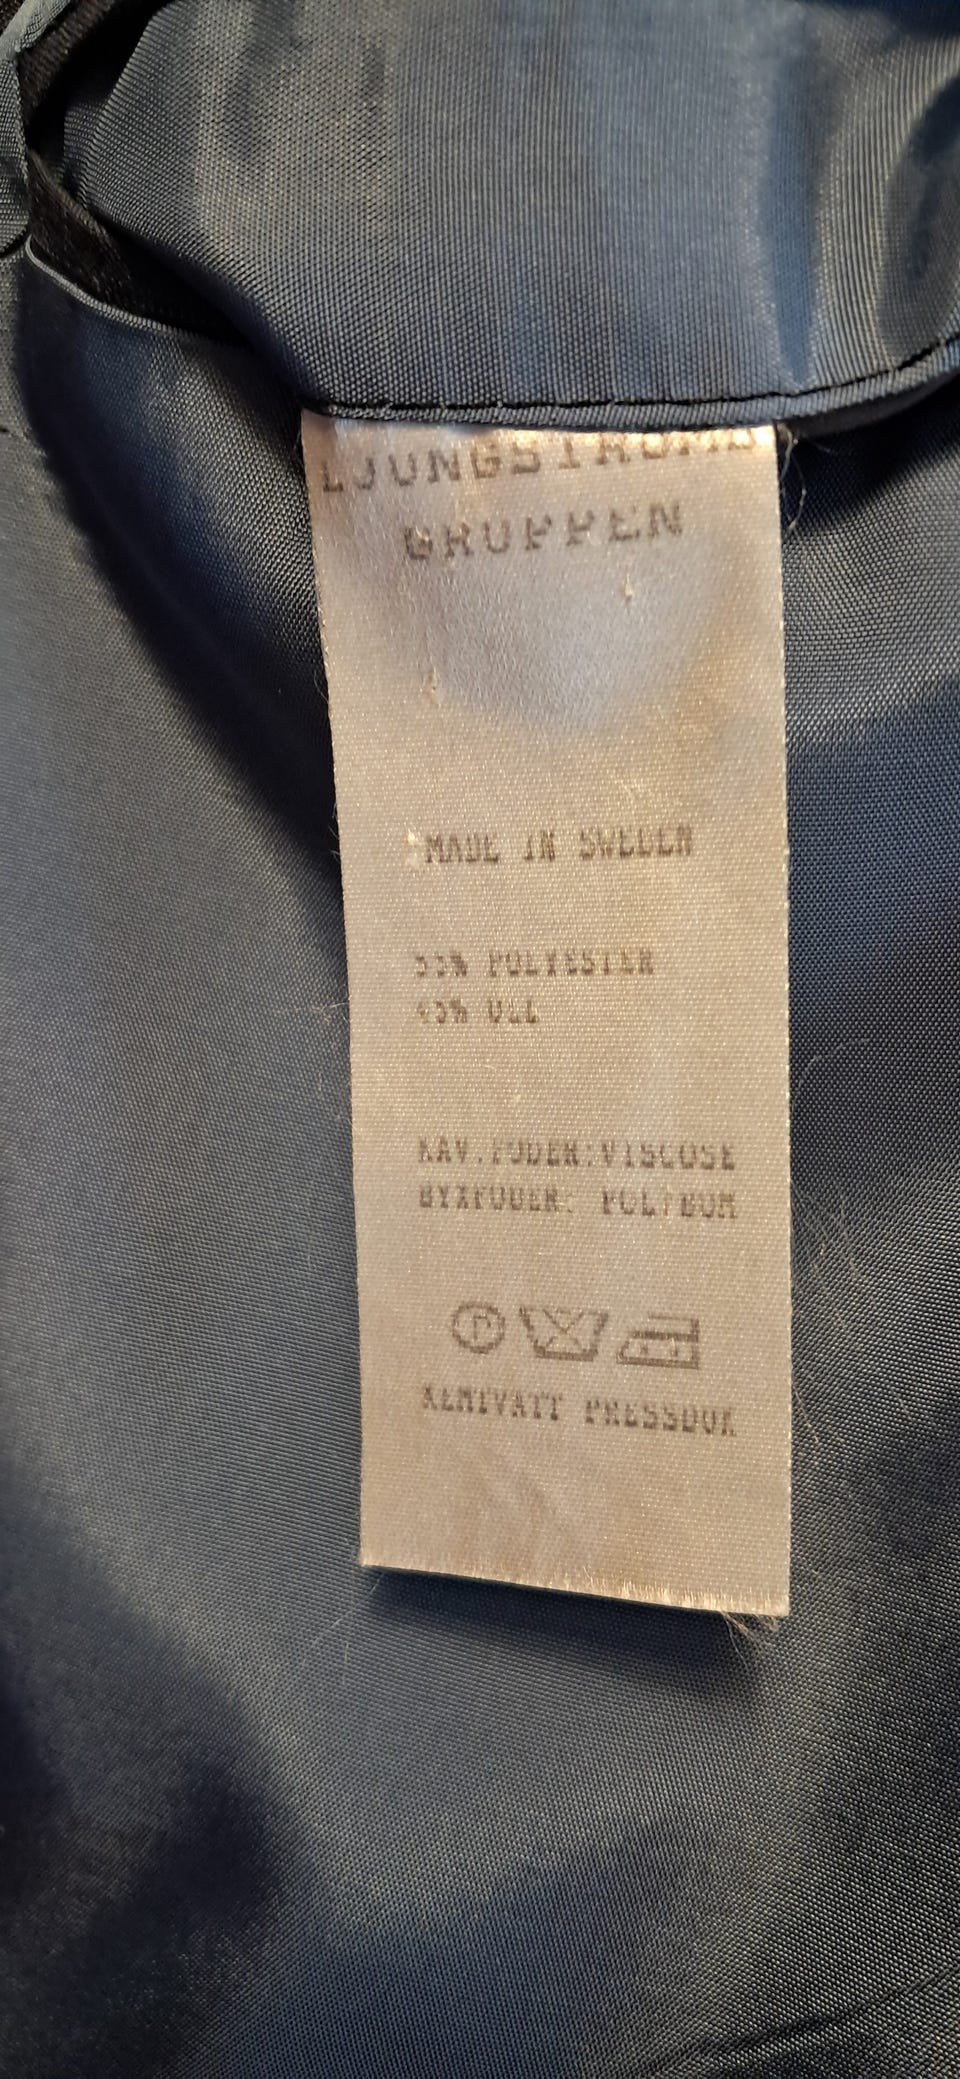 LJUNGSTRÖMS
GRUPPEN
MADE IN SWEDEN
55% POLYESTER
45% ULL
KAV.FODER:VISCOSE
BYXFODER: POL/BOM
P
KEMTVÄTT PRESSDUK